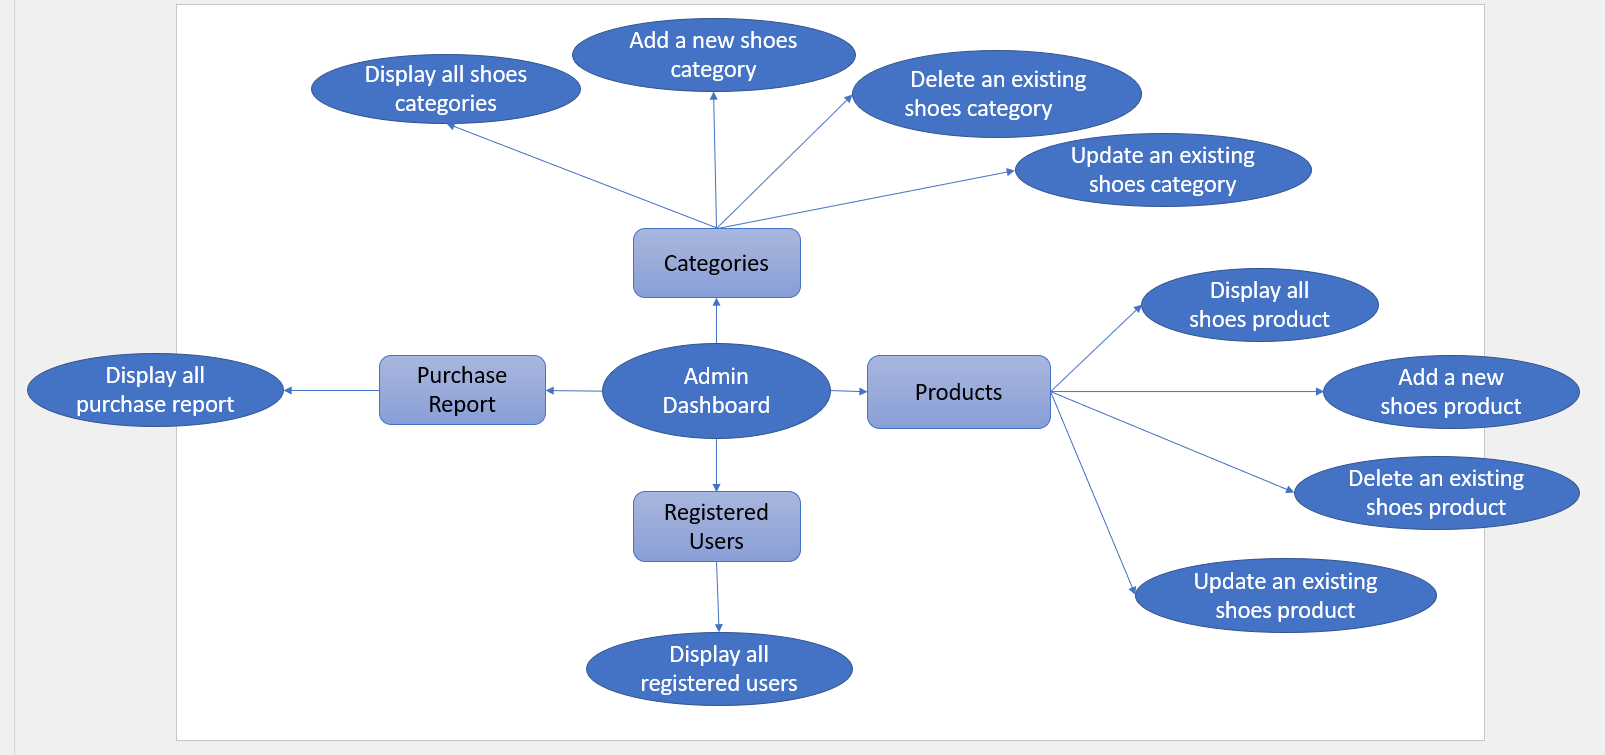 Add a new shoes
category
Display all shoes
categories
Delete an existing
shoes category
Update an existing
shoes category
Categories
Display all
shoes product
Display all
purchase report
Purchase
Report
Admin
Dashboard
Products
Add a new
shoes product
Delete an existing
shoes product
Registered
Users
Update an existing
shoes product
Display all
registered users